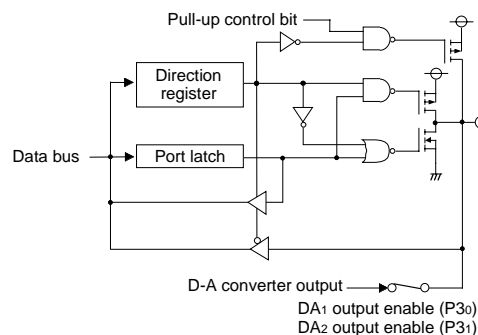 Pull-up control bit
Direction
register
Data bus
Port latch
D-A converter output
DA1 output enable (P30)
DA2 output enable (P31)